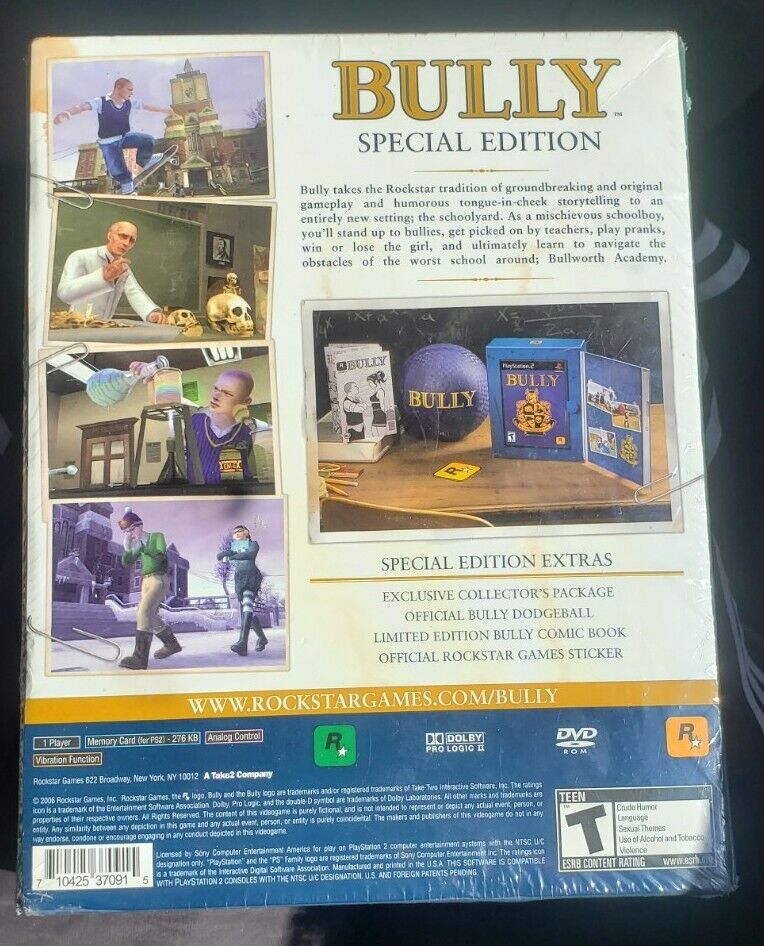 BULLY™
SPECIAL EDITION
Bully takes the Rockstar tradition of groundbreaking and original
gameplay and humorous tongue-in-cheek storytelling to an
entirely new setting; the schoolyard. As a mischievous schoolboy,
you'll stand up to bullies, get picked on by teachers, play pranks,
win or lose the girl, and ultimately learn to navigate the
obstacles of the worst school around; Bullworth Academy.
BULLY
BULLY
PlayStation 2
BULLY
SPECIAL EDITION EXTRAS
EXCLUSIVE COLLECTOR'S PACKAGE
OFFICIAL BULLY DODGEBALL
LIMITED EDITION BULLY COMIC BOOK
OFFICIAL ROCKSTAR GAMES STICKER
WWW.ROCKSTARGAMES.COM/BULLY
1 Player Memory Card (for PS2) - 276 KB Analog Control
Vibration Function
R
DOLBY
PRO LOGIC II
DVD
ROM
R
Rockstar Games 622 Broadway, New York, NY 10012 A Take2 Company
© 2006 Rockstar Games, Inc. Rockstar Games, the R logo, Bully and the Bully logo are trademarks and/or registered trademarks of Take-Two Interactive Software, Inc. The ratings
icon is a trademark of the Entertainment Software Association. Dolby, Pro Logic, and the double-D symbol are trademarks of Dolby Laboratories. All other marks and trademarks are
properties of their respective owners. All Rights Reserved. The content of this videogame is purely fictional, and is not intended to represent or depict any actual event, person, or
entity. Any similarity between any depiction in this game and any actual event, person, or entity is purely coincidental. The makers and publishers of this videogame do not in any
way endorse, condone or encourage engaging in any conduct depicted in this videogame.
Licensed by Sony Computer Entertainment America for play on PlayStation 2 computer entertainment systems with the NTSC U/C
designation only. "PlayStation" and the "PS" Family logo are registered trademarks of Sony Computer Entertainment Inc. The ratings icon
is a trademark of the Interactive Digital Software Association. Manufactured and printed in the U.S.A. THIS SOFTWARE IS COMPATIBLE
WITH PLAYSTATION 2 CONSOLES WITH THE NTSC U/C DESIGNATION. U.S. AND FOREIGN PATENTS PENDING.
7 10425 37091 5
TEEN
T
Crude Humor
Language
Sexual Themes
Use of Alcohol and Tobacco
Violence
ESRB CONTENT RATING www.esrb.org